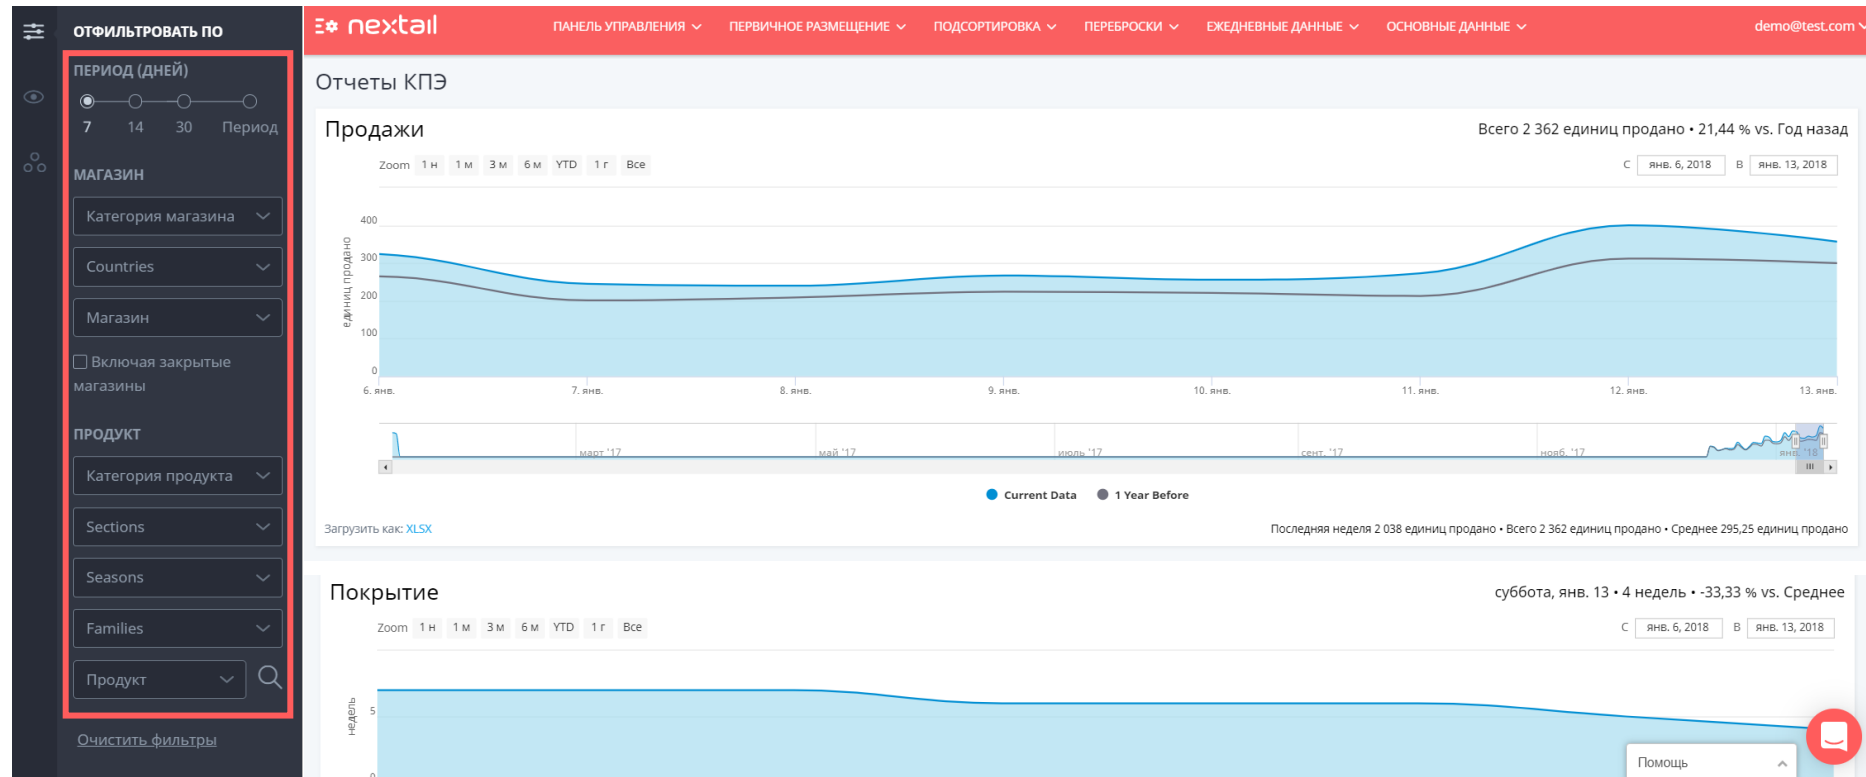 ОТФИЛЬТРОВАТЬ ПО
ПЕРИОД (ДНЕЙ)
7 14 30 Период
МАГАЗИН
Категория магазина
Countries
Магазин
Включая закрытые
магазины
ПРОДУКТ
Категория продукта
Sections
Seasons
Families
Продукт
Очистить фильтры
nextail
ПАНЕЛЬ УПРАВЛЕНИЯ ПЕРВИЧНОЕ РАЗМЕЩЕНИЕ ПОДСОРТИРОВКА ПЕРЕБРОСКИ ЕЖЕДНЕВНЫЕ ДАННЫЕ ОСНОВНЫЕ ДАННЫЕ demo@test.com
Отчеты КПЭ
Продажи
Всего 2 362 единиц продано • 21,44 % vs. Год назад
Zoom 1 н 1 м 3 м 6 м YTD 1 г Все
С янв. 6, 2018 В янв. 13, 2018
единиц продано
400
300
200
100
0
6. янв. 7. янв. 8. янв. 9. янв. 10. янв. 11. янв. 12. янв. 13. янв.
март '17 май '17 июль '17 сент. '17 нояб. '17 янв. '18
Current Data 1 Year Before
Загрузить как: XLSX
Последняя неделя 2 038 единиц продано • Всего 2 362 единиц продано • Среднее 295,25 единиц продано
Покрытие
суббота, янв. 13 • 4 недель • -33,33 % vs. Среднее
Zoom 1 н 1 м 3 м 6 м YTD 1 г Все
С янв. 6, 2018 В янв. 13, 2018
недель
5
0
Помощь